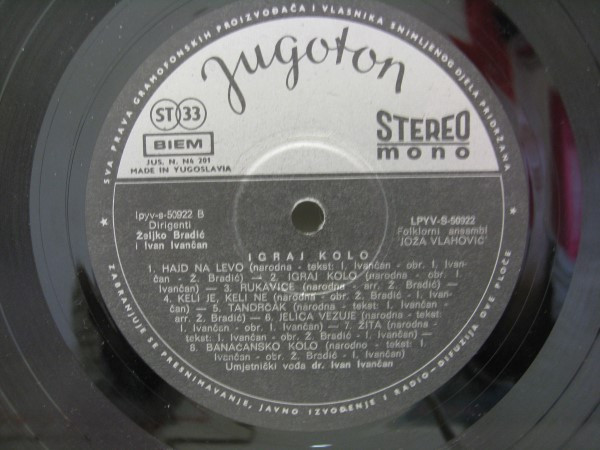 SVA PRAVA GRAMOFONSKIH PROIZVOĐAČA I VLASNIKA SNIMLJENOG DJELA PRIDRŽANA
Jugoton
ST 33
BIEM
JUS. N. N4 201
MADE IN YUGOSLAVIA
STEREO
mono
lpyv-s-50922 B
Dirigenti
Željko Bradić
i Ivan Ivančan
LPYV-S-50922
Folklorni ansambl
'JOŽA VLAHOVIĆ'
IGRAJ KOLO
1. HAJD NA LEVO (narodna - tekst: I. Ivančan - obr. I. Ivan-
čan - Ž. Bradić) — 2. IGRAJ KOLO (narodna - obr. I.
Ivančan) — 3. RUKAVICE (narodna - arr. Ž. Bradić) —
4. KELI JE, KELI NE (narodna - obr. Ž. Bradić - I. Ivan-
čan) — 5. TANDRČAK (narodna - tekst: I. Ivančan -
arr. Ž. Bradić) — 6. JELICA VEZUJE (narodna - tekst:
I. Ivančan - obr. I. Ivančan) — 7. ŽITA (narodna -
tekst: I. Ivančan - obr. Ž. Bradić - I. Ivančan) —
8. BANAĆANSKO KOLO (narodna - tekst: I.
Ivančan - obr. Ž. Bradić - I. Ivančan)
Umjetnički vođa dr. Ivan Ivančan
ZABRANJUJE SE PRESNIMAVANJE, JAVNO IZVOĐENJE I RADIO-DIFUZIJA OVE PLOČE